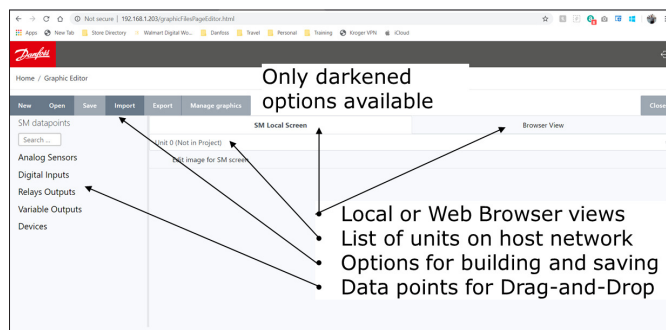 Not secure | 192.168.1.203/graphicFilesPageEditor.html
Apps New Tab Store Directory Walmart Digital Wo... Danfoss Travel Personal Training Kroger VPN iCloud
Danfoss
Home / Graphic Editor
Only darkened
options available
New Open Save Import Export Manage graphics Close
SM datapoints
SM Local Screen Browser View
Search ...
Unit 0 (Not in Project)
Analog Sensors
Edit image for SM screen
Digital Inputs
Relays Outputs
Variable Outputs
Devices
• Local or Web Browser views
• List of units on host network
• Options for building and saving
• Data points for Drag-and-Drop